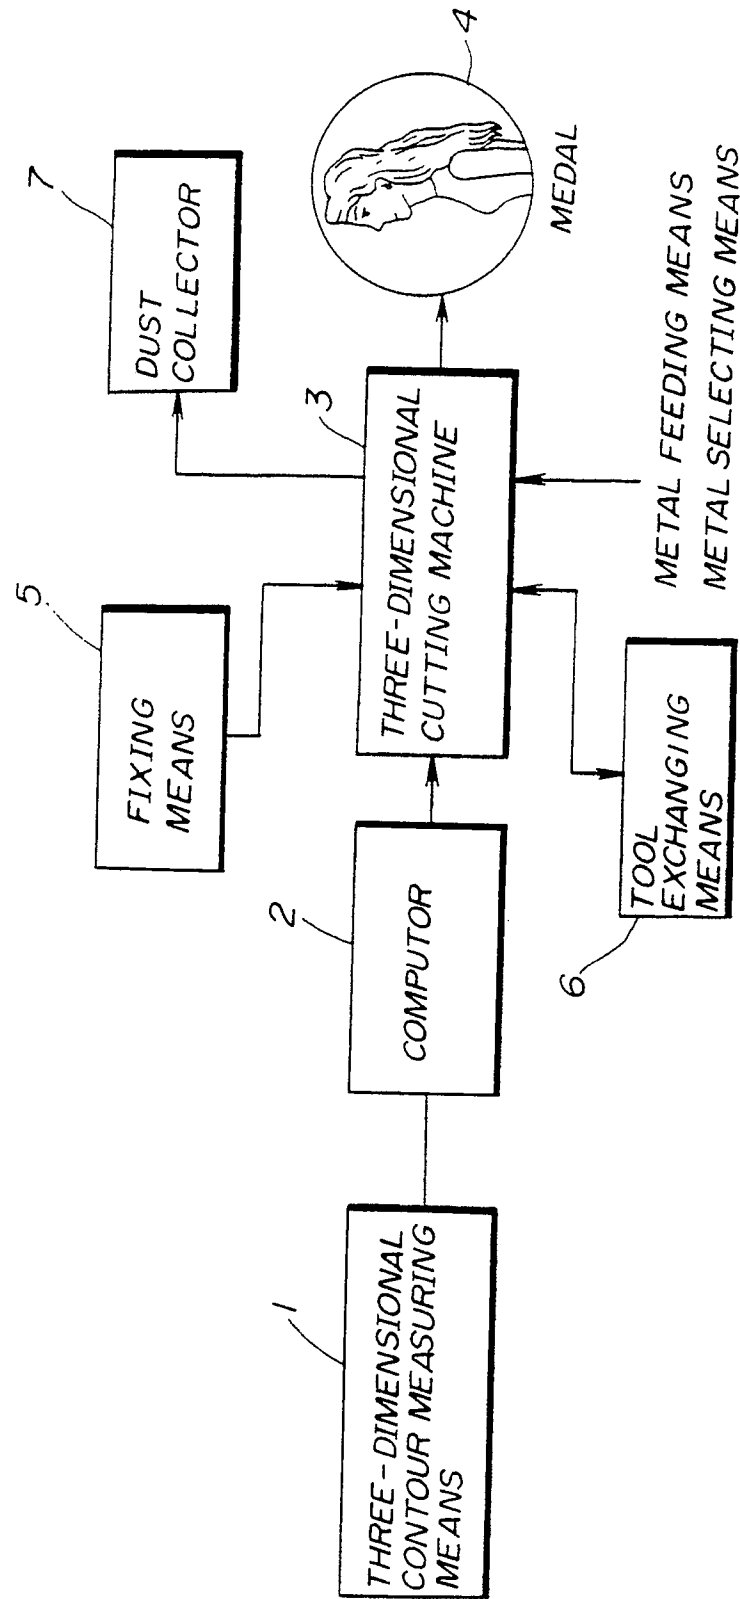 1
THREE-DIMENSIONAL
CONTOUR MEASURING
MEANS
2
COMPUTOR
5
FIXING
MEANS
3
THREE-DIMENSIONAL
CUTTING MACHINE
6
TOOL
EXCHANGING
MEANS
7
DUST
COLLECTOR
4
MEDAL
METAL FEEDING MEANS
METAL SELECTING MEANS